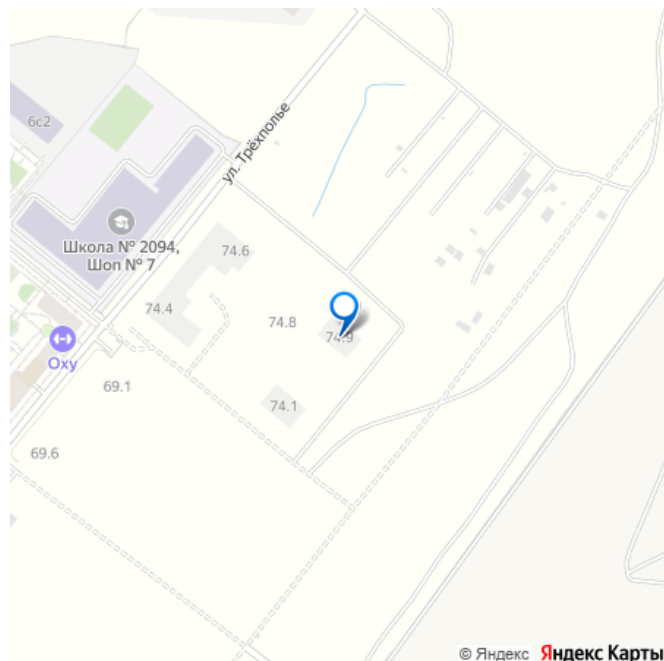 6с2
ул. Трёхполье
Школа № 2094,
Шоп № 7
74.6
74.4
74.8
74.9
Oxy
69.1
74.1
69.6
© Яндекс Яндекс Карты